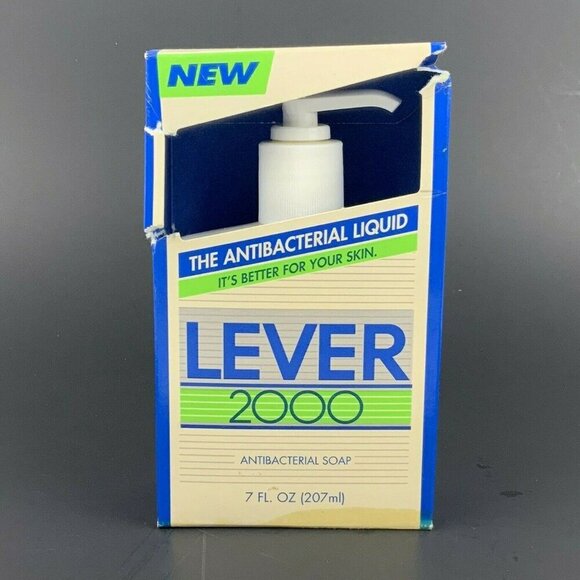 NEW
THE ANTIBACTERIAL LIQUID
IT'S BETTER FOR YOUR SKIN.
LEVER
2000
ANTIBACTERIAL SOAP
7 FL. OZ (207ml)